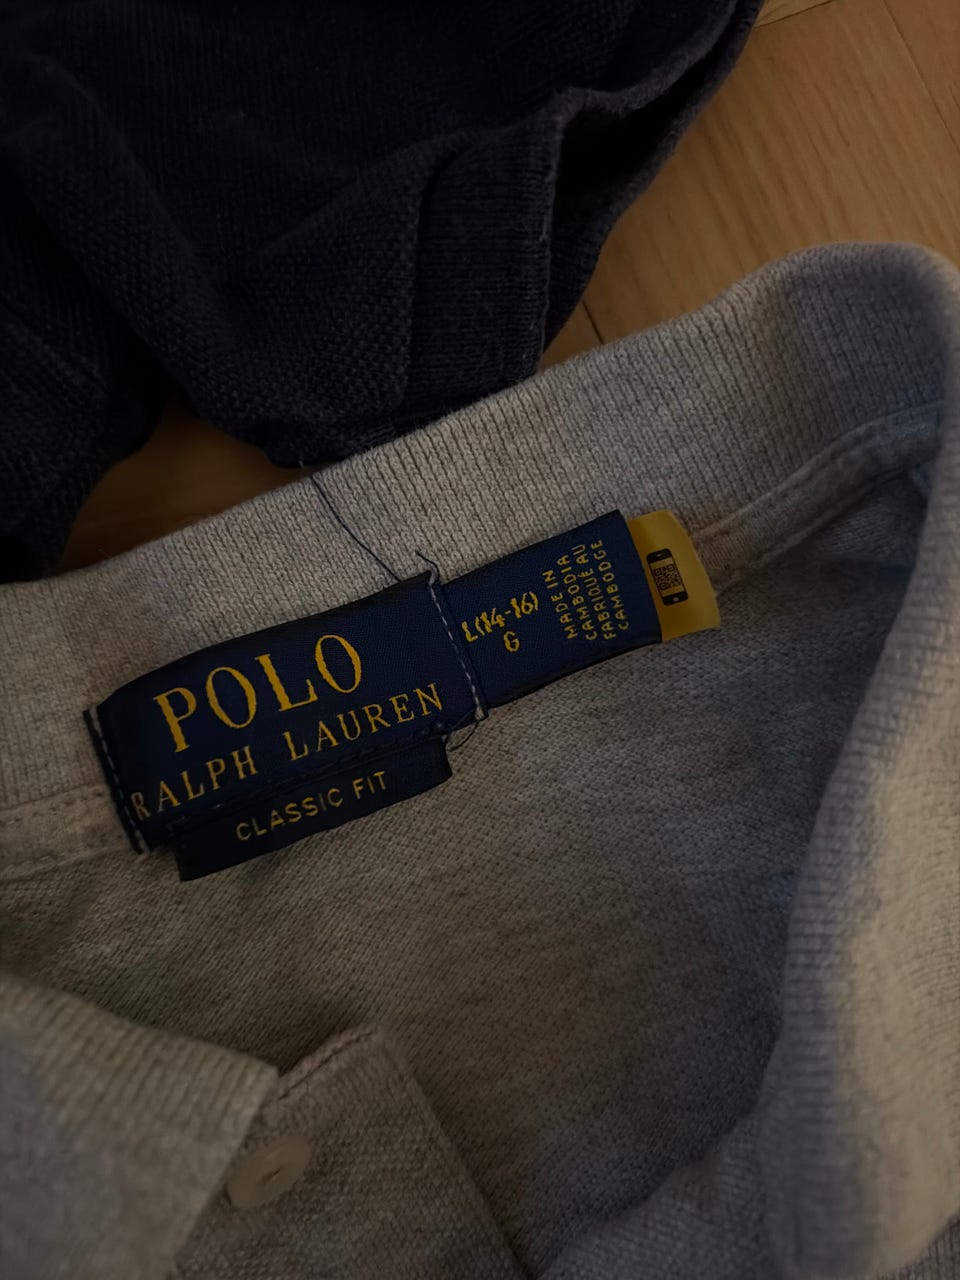 POLO
RALPH LAUREN
CLASSIC FIT
L(14-16)
G
MADE IN
CAMBODIA
FABRIQUÉ AU
CAMBODGE